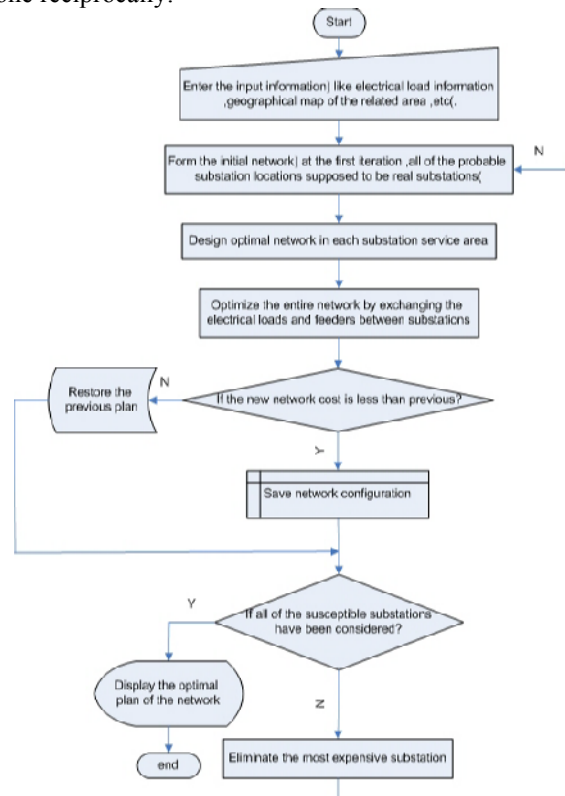 Start
Enter the input information| like electrical load information
,geographical map of the related area ,etc(.
Form the initial network| at the first iteration ,all of the probable
substation locations supposed to be real substations(
N
Design optimal network in each substation service area
Optimize the entire network by exchanging the
electrical loads and feeders between substations
Restore the
previous plan
N
If the new network cost is less than previous?
Y
Save network configuration
Y
If all of the susceptible substations
have been considered?
Display the optimal
plan of the network
N
end
Eliminate the most expensive substation